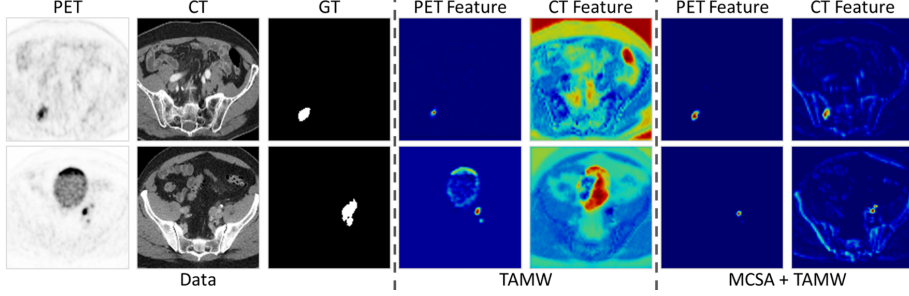 PET CT GT PET Feature CT Feature PET Feature CT Feature
Data TAMW MCSA + TAMW